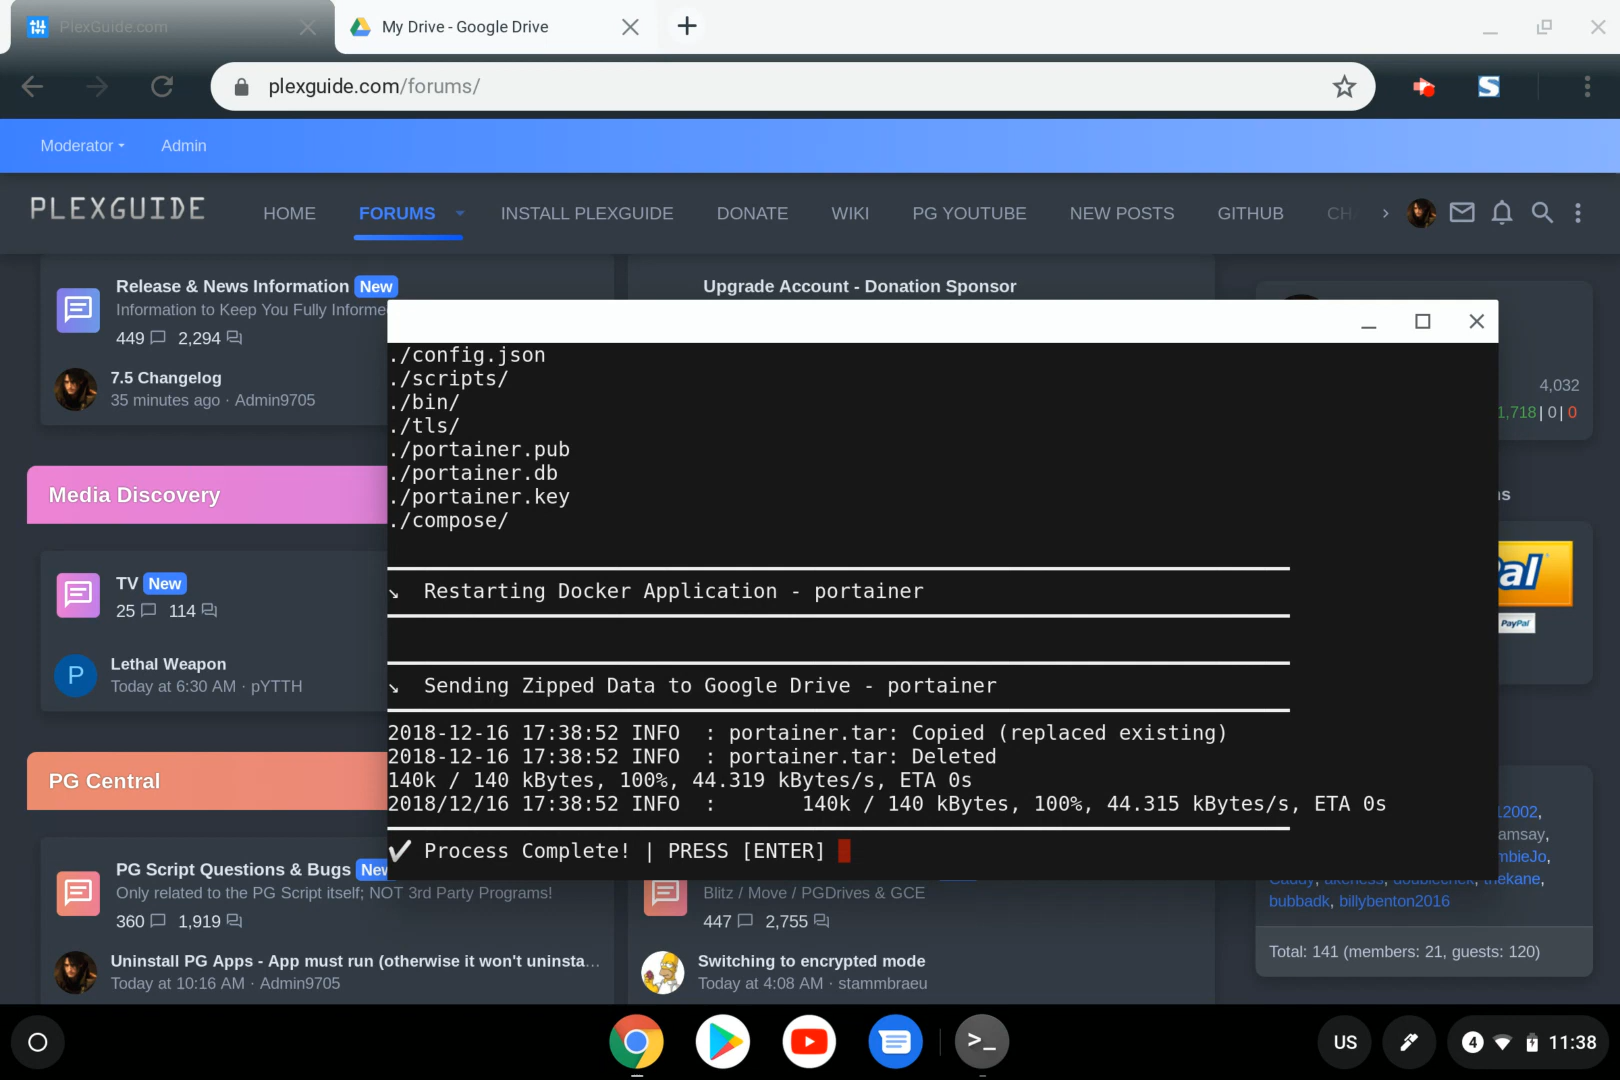 PlexGuide.com
My Drive - Google Drive
plexguide.com/forums/
Moderator
Admin
PLEXGUIDE
HOME
FORUMS
INSTALL PLEXGUIDE
DONATE
WIKI
PG YOUTUBE
NEW POSTS
GITHUB
Release & News Information New
Information to Keep You Fully Informe
449 2,294
7.5 Changelog
35 minutes ago · Admin9705
Upgrade Account - Donation Sponsor
4,032
1,718 | 0 | 0
./config.json
./scripts/
./bin/
./tls/
./portainer.pub
./portainer.db
./portainer.key
./compose/
↘ Restarting Docker Application - portainer
↘ Sending Zipped Data to Google Drive - portainer
2018-12-16 17:38:52 INFO  : portainer.tar: Copied (replaced existing)
2018-12-16 17:38:52 INFO  : portainer.tar: Deleted
140k / 140 kBytes, 100%, 44.319 kBytes/s, ETA 0s
2018/12/16 17:38:52 INFO  :       140k / 140 kBytes, 100%, 44.315 kBytes/s, ETA 0s
✔ Process Complete! | PRESS [ENTER]
Media Discovery
TV New
25 114
P
Lethal Weapon
Today at 6:30 AM · pYTTH
PG Central
PG Script Questions & Bugs New
Only related to the PG Script itself; NOT 3rd Party Programs!
360 1,919
Uninstall PG Apps - App must run (otherwise it won't uninsta...
Today at 10:16 AM · Admin9705
Blitz / Move / PGDrives & GCE
447 2,755
Switching to encrypted mode
Today at 4:08 AM · stammbraeu
PayPal
bubbadk, billybenton2016
Total: 141 (members: 21, guests: 120)
US
4
11:38